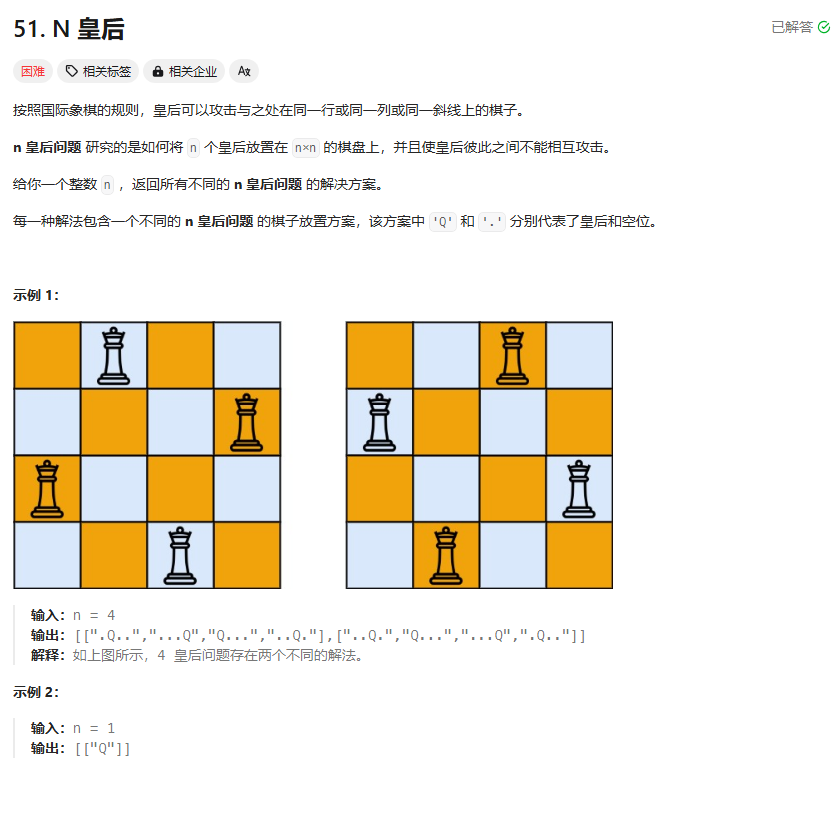 51. N 皇后
已解答
困难 相关标签 相关企业 Aあ
按照国际象棋的规则，皇后可以攻击与之处在同一行或同一列或同一斜线上的棋子。
n 皇后问题 研究的是如何将 n 个皇后放置在 n×n 的棋盘上，并且使皇后彼此之间不能相互攻击。
给你一个整数 n ，返回所有不同的 n 皇后问题 的解决方案。
每一种解法包含一个不同的 n 皇后问题 的棋子放置方案，该方案中 'Q' 和 '.' 分别代表了皇后和空位。
示例 1：
输入：n = 4
输出：[[".Q..","...Q","Q...","..Q."],["..Q.","Q...","...Q",".Q.."]]
解释：如上图所示，4 皇后问题存在两个不同的解法。
示例 2：
输入：n = 1
输出：[["Q"]]